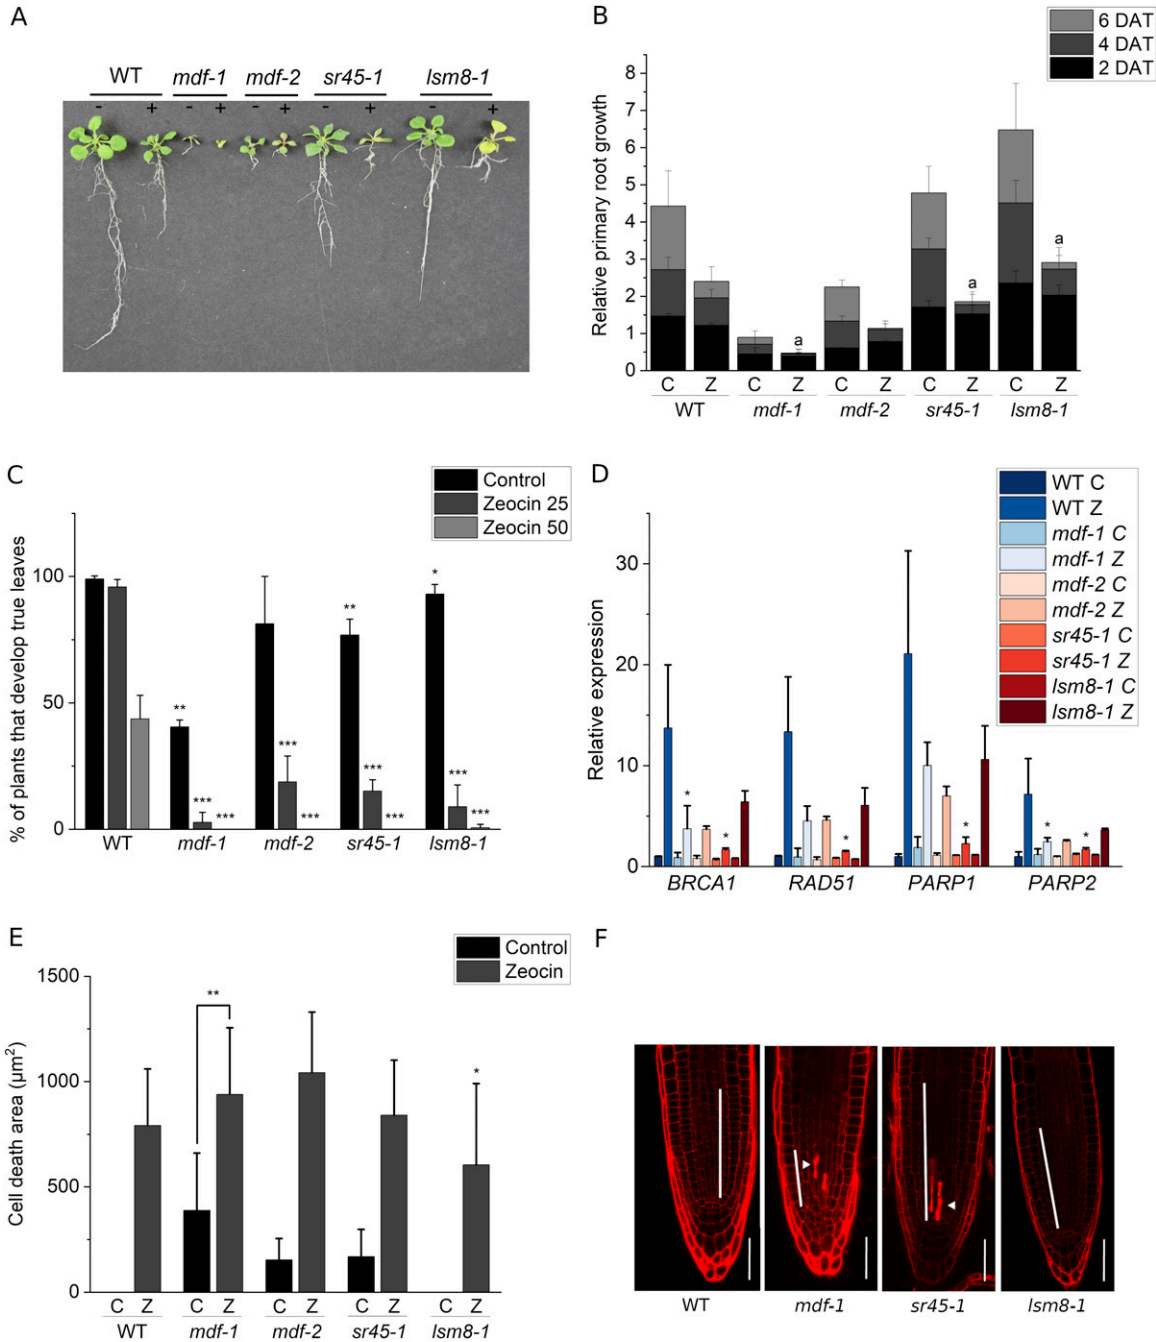 A
WT mdf-1 mdf-2 sr45-1 lsm8-1
- + - + - + - + - +
B
6 DAT
4 DAT
2 DAT
Relative primary root growth
8
7
6
5
4
3
2
1
0
a a a
C Z C Z C Z C Z C Z
WT mdf-1 mdf-2 sr45-1 lsm8-1
C
Control
Zeocin 25
Zeocin 50
% of plants that develop true leaves
100
50
0
** *** *** *** *** ** *** *** * *** ***
WT mdf-1 mdf-2 sr45-1 lsm8-1
D
WT C
WT Z
mdf-1 C
mdf-1 Z
mdf-2 C
mdf-2 Z
sr45-1 C
sr45-1 Z
lsm8-1 C
lsm8-1 Z
Relative expression
30
20
10
0
* * * * * *
BRCA1 RAD51 PARP1 PARP2
E
Control
Zeocin
Cell death area (µm²)
1500
1000
500
0
** *
C Z C Z C Z C Z C Z
WT mdf-1 mdf-2 sr45-1 lsm8-1
F
WT mdf-1 sr45-1 lsm8-1